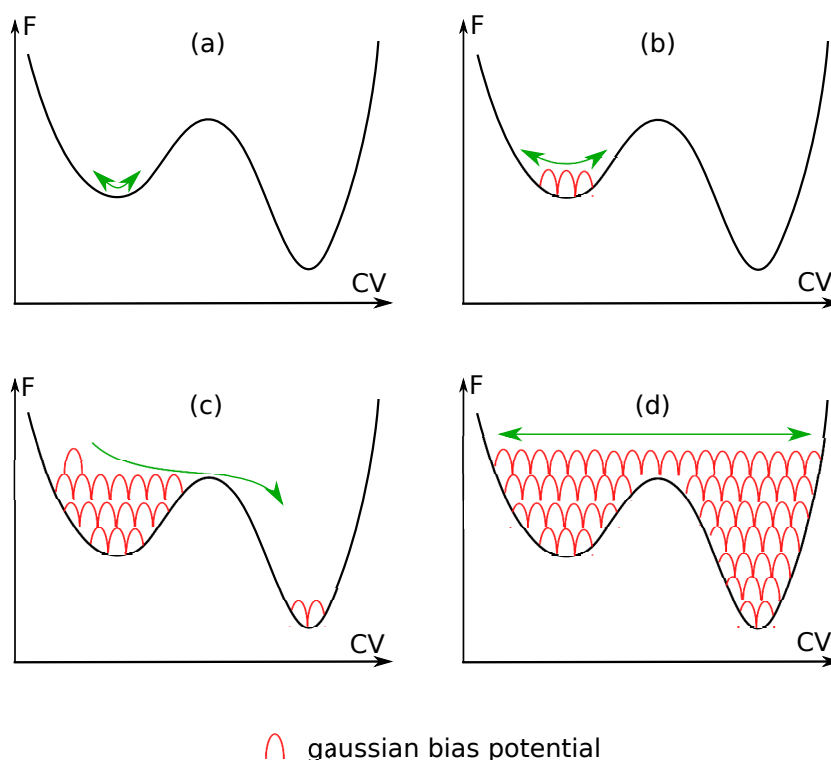 F
(a)
CV
F
(b)
CV
F
(c)
CV
F
(d)
CV
gaussian bias potential